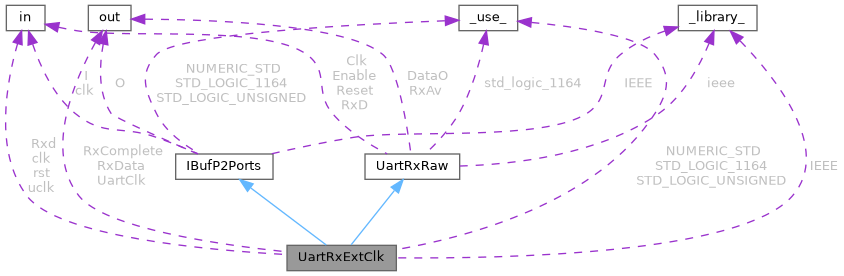 in
out
_use_
_library_
I
clk
O
NUMERIC_STD
STD_LOGIC_1164
STD_LOGIC_UNSIGNED
Clk
Enable
Reset
RxD
DataO
RxAv
std_logic_1164
IEEE
ieee
Rxd
clk
rst
uclk
RxComplete
RxData
UartClk
IBufP2Ports
UartRxRaw
NUMERIC_STD
STD_LOGIC_1164
STD_LOGIC_UNSIGNED
IEEE
UartRxExtClk